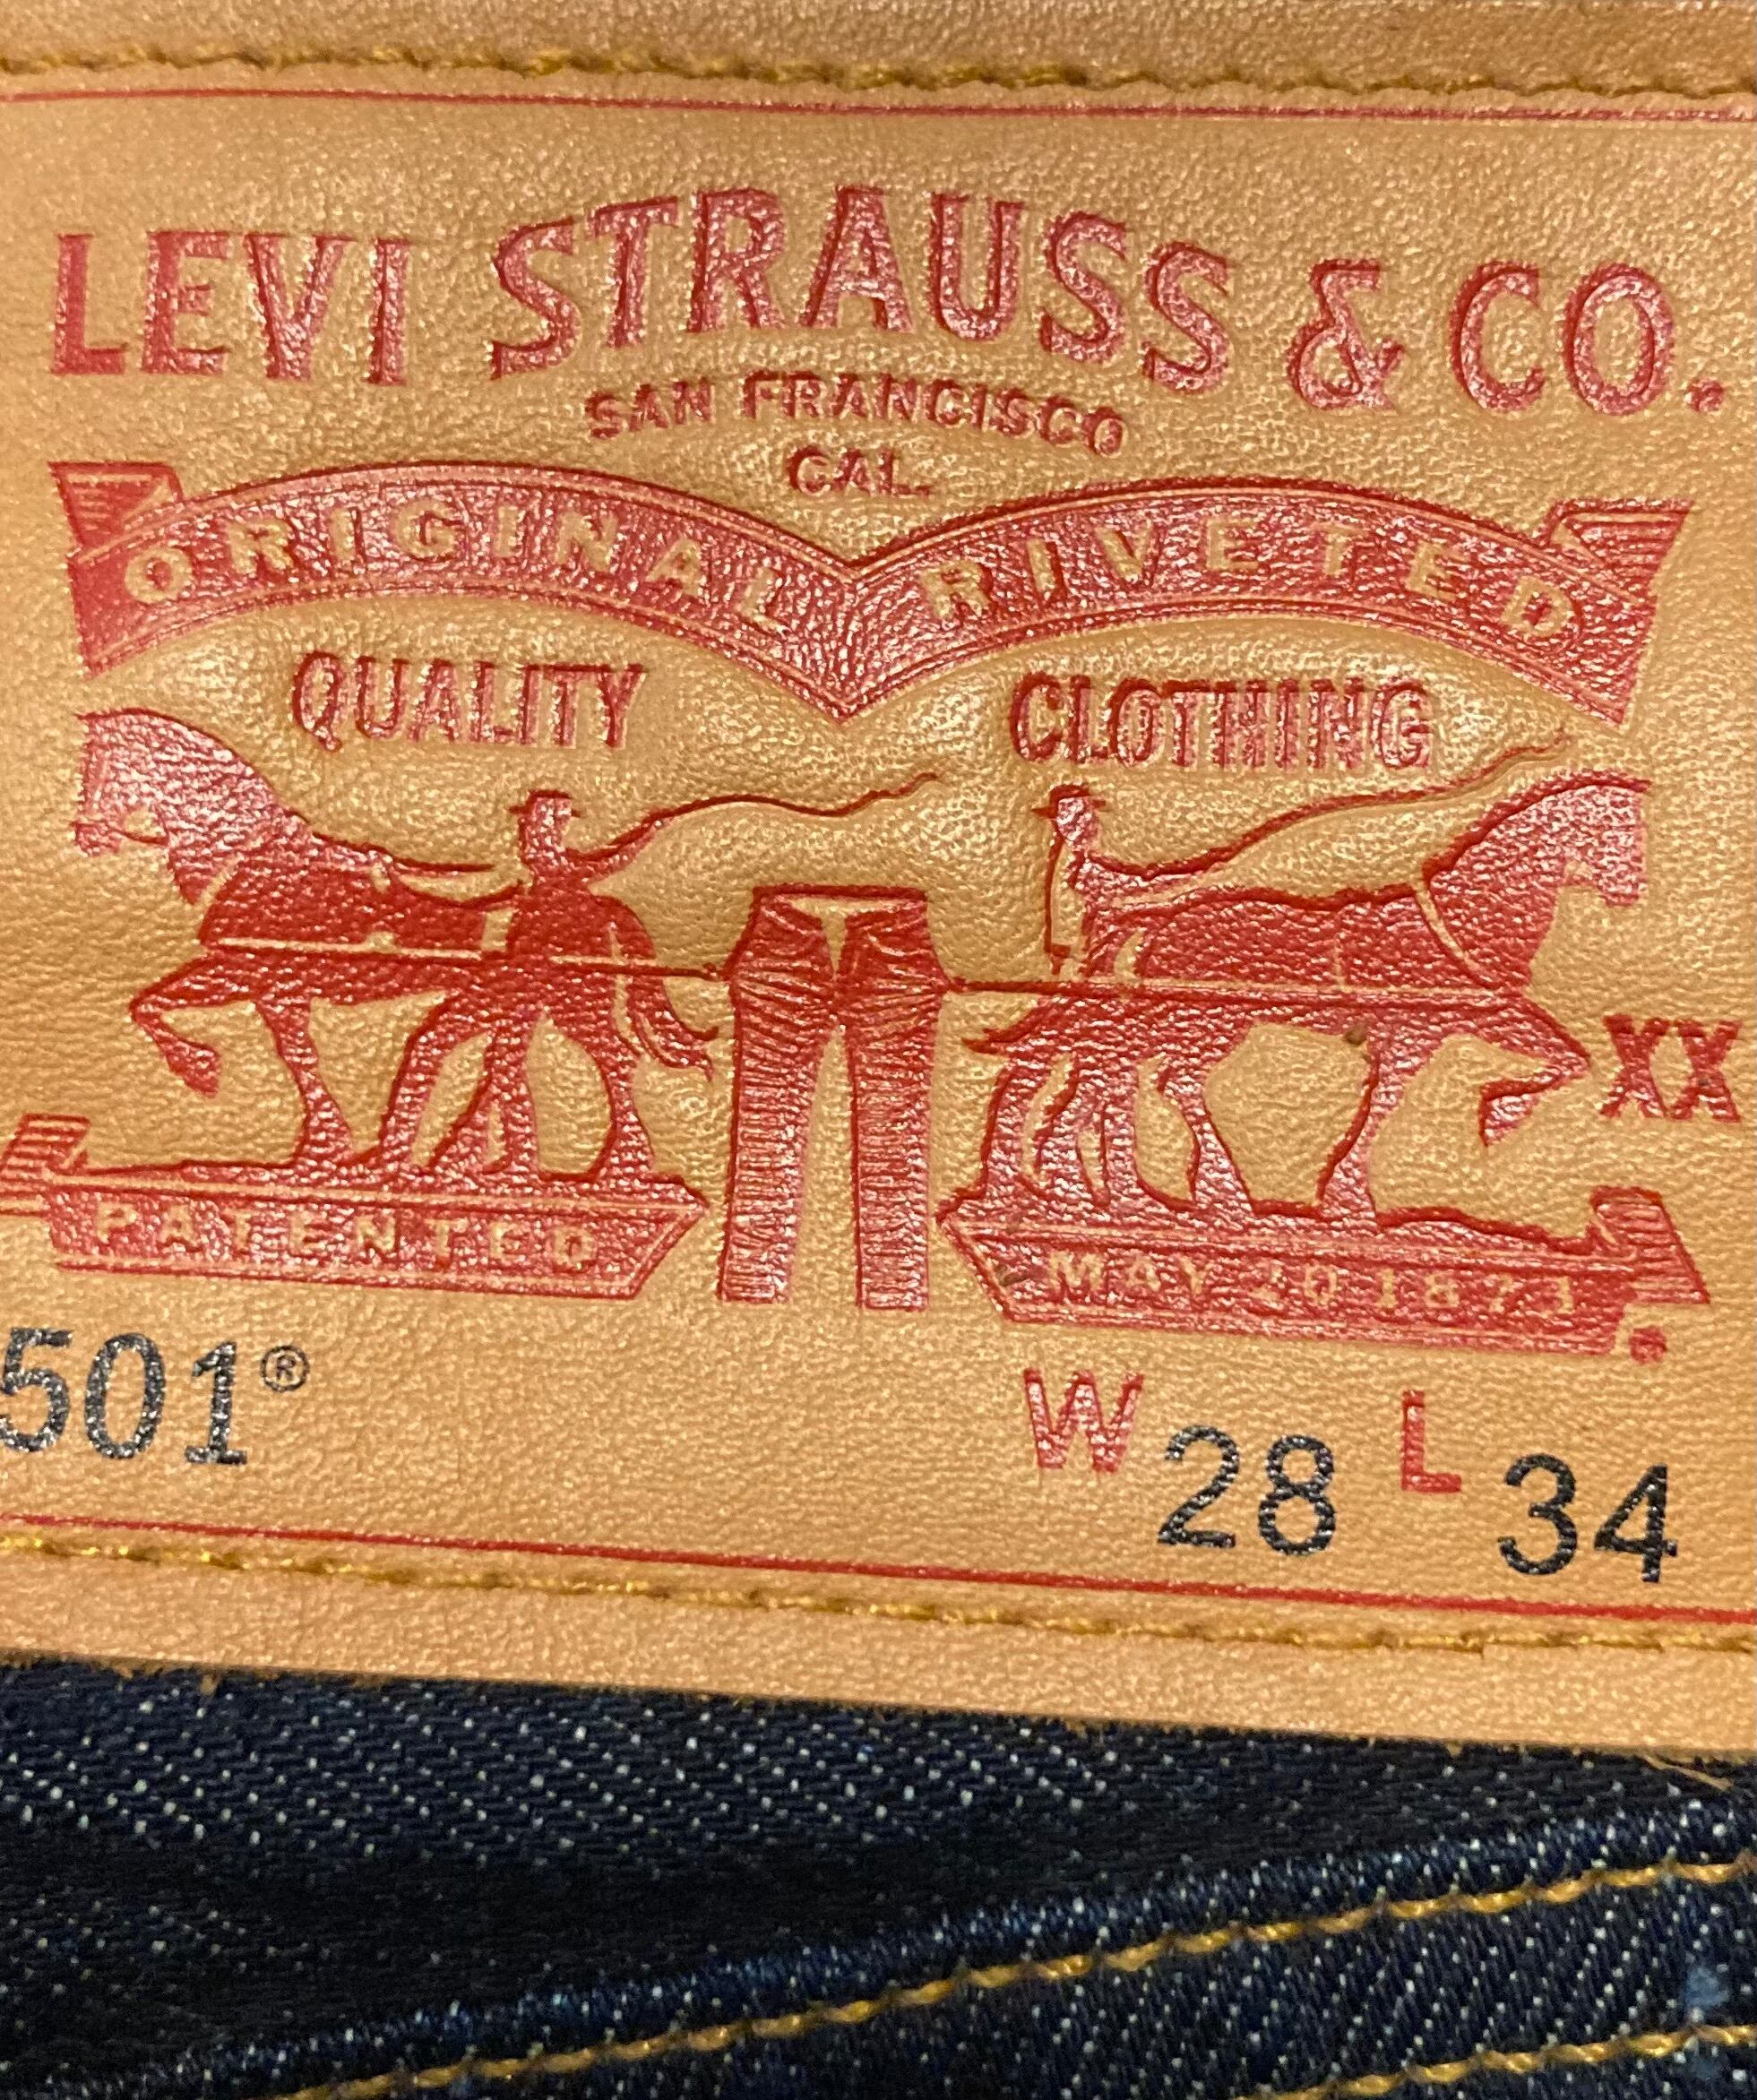 LEVI STRAUSS & CO.
SAN FRANCISCO
CAL.
ORIGINAL RIVETED
QUALITY CLOTHING
XX
PATENTED MAY 20 1873
501® W 28 L 34